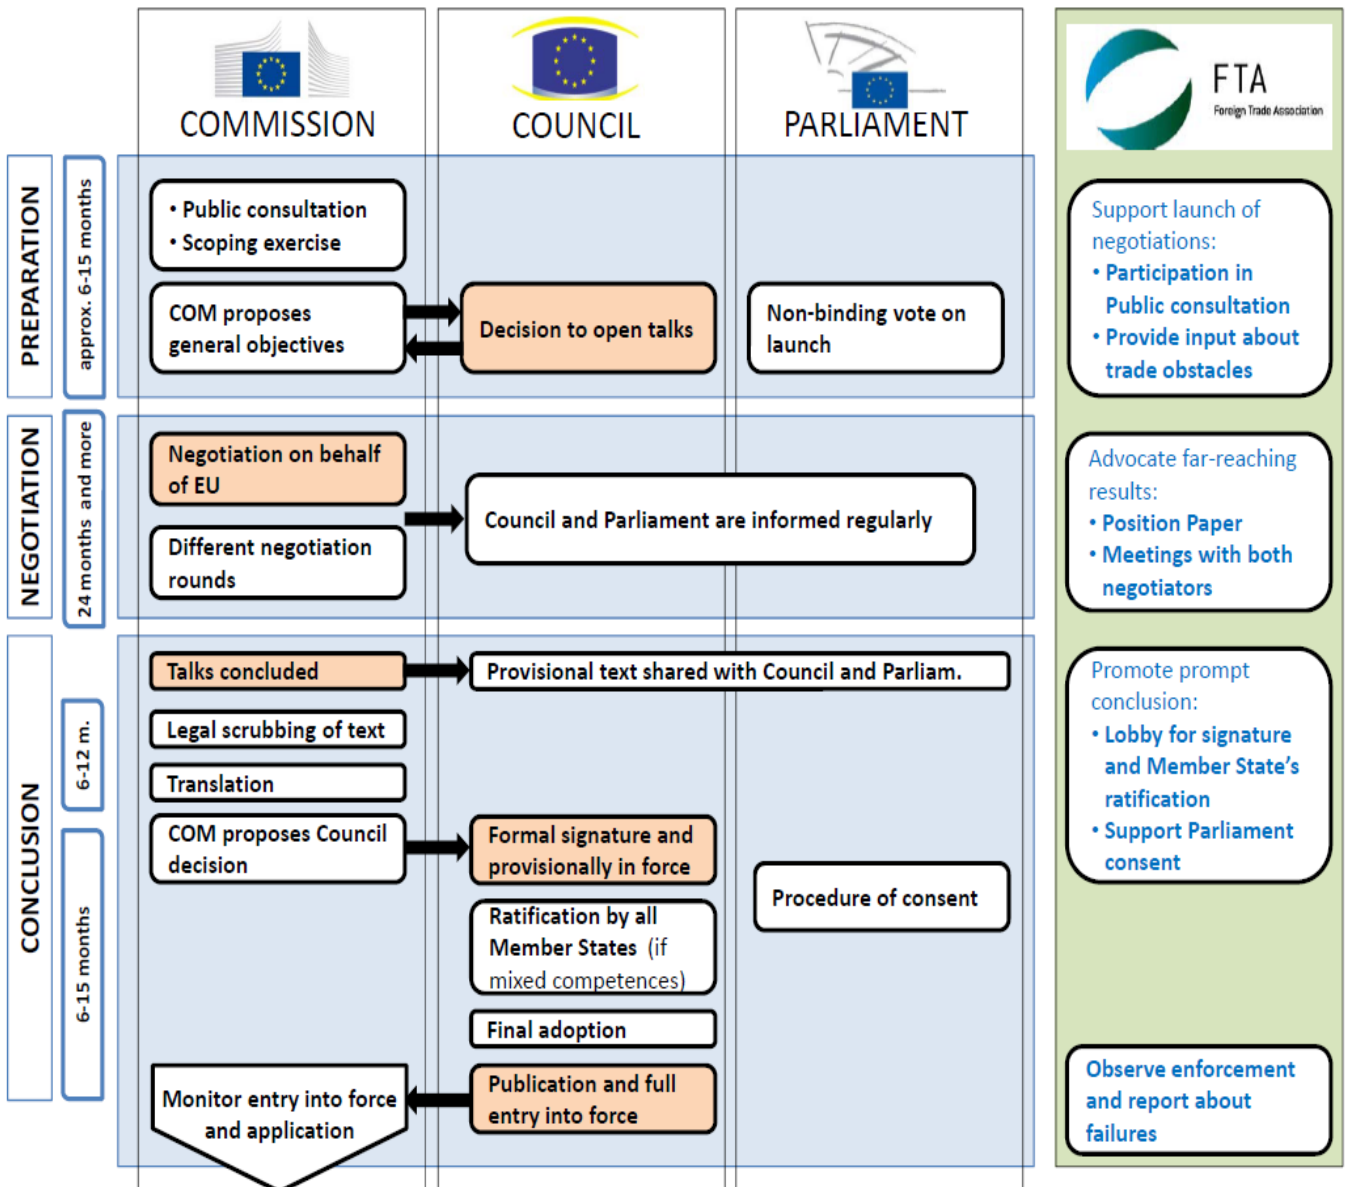 COMMISSION
COUNCIL
PARLIAMENT
FTA
Foreign Trade Association
PREPARATION
approx. 6-15 months
• Public consultation
• Scoping exercise
COM proposes
general objectives
Decision to open talks
Non-binding vote on
launch
Support launch of
negotiations:
• Participation in
Public consultation
• Provide input about
trade obstacles
NEGOTIATION
24 months and more
Negotiation on behalf
of EU
Different negotiation
rounds
Council and Parliament are informed regularly
Advocate far-reaching
results:
• Position Paper
• Meetings with both
negotiators
CONCLUSION
6-12 m.
6-15 months
Talks concluded
Provisional text shared with Council and Parliam.
Legal scrubbing of text
Translation
COM proposes Council
decision
Formal signature and
provisionally in force
Ratification by all
Member States (if
mixed competences)
Final adoption
Publication and full
entry into force
Monitor entry into force
and application
Procedure of consent
Promote prompt
conclusion:
• Lobby for signature
and Member State's
ratification
• Support Parliament
consent
Observe enforcement
and report about
failures